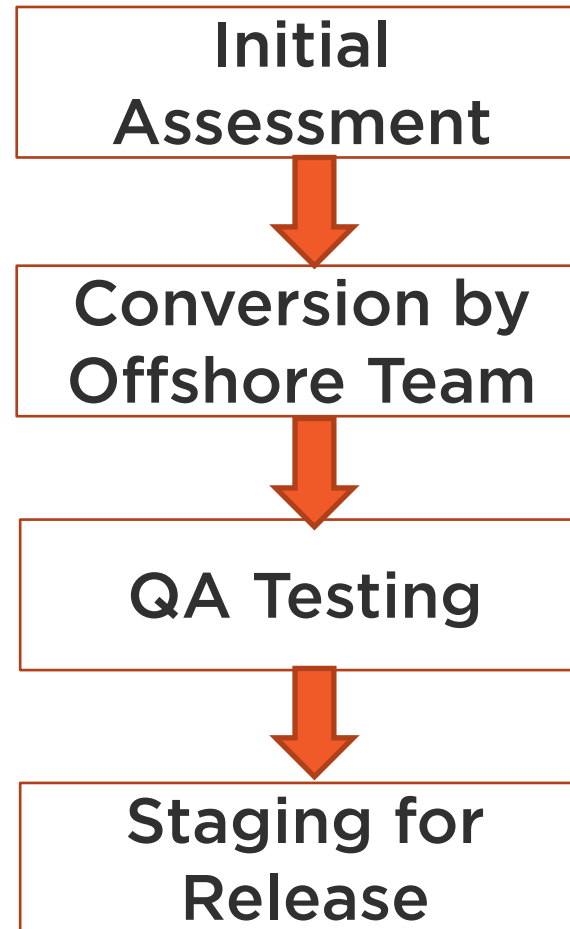 Initial
Assessment
Conversion by
Offshore Team
QA Testing
Staging for
Release